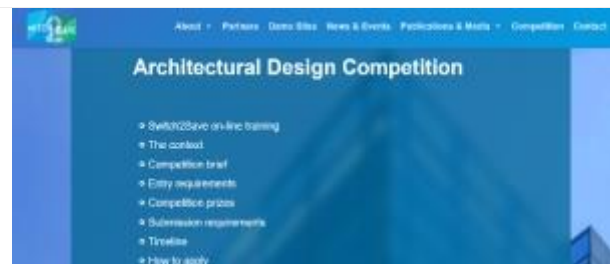 About Partners Demo Sites News & Events Publications & Media Competition Contact
Architectural Design Competition
Switch2Save on-line training
The context
Competition brief
Entry requirements
Competition prizes
Submission requirements
Timeline
How to apply